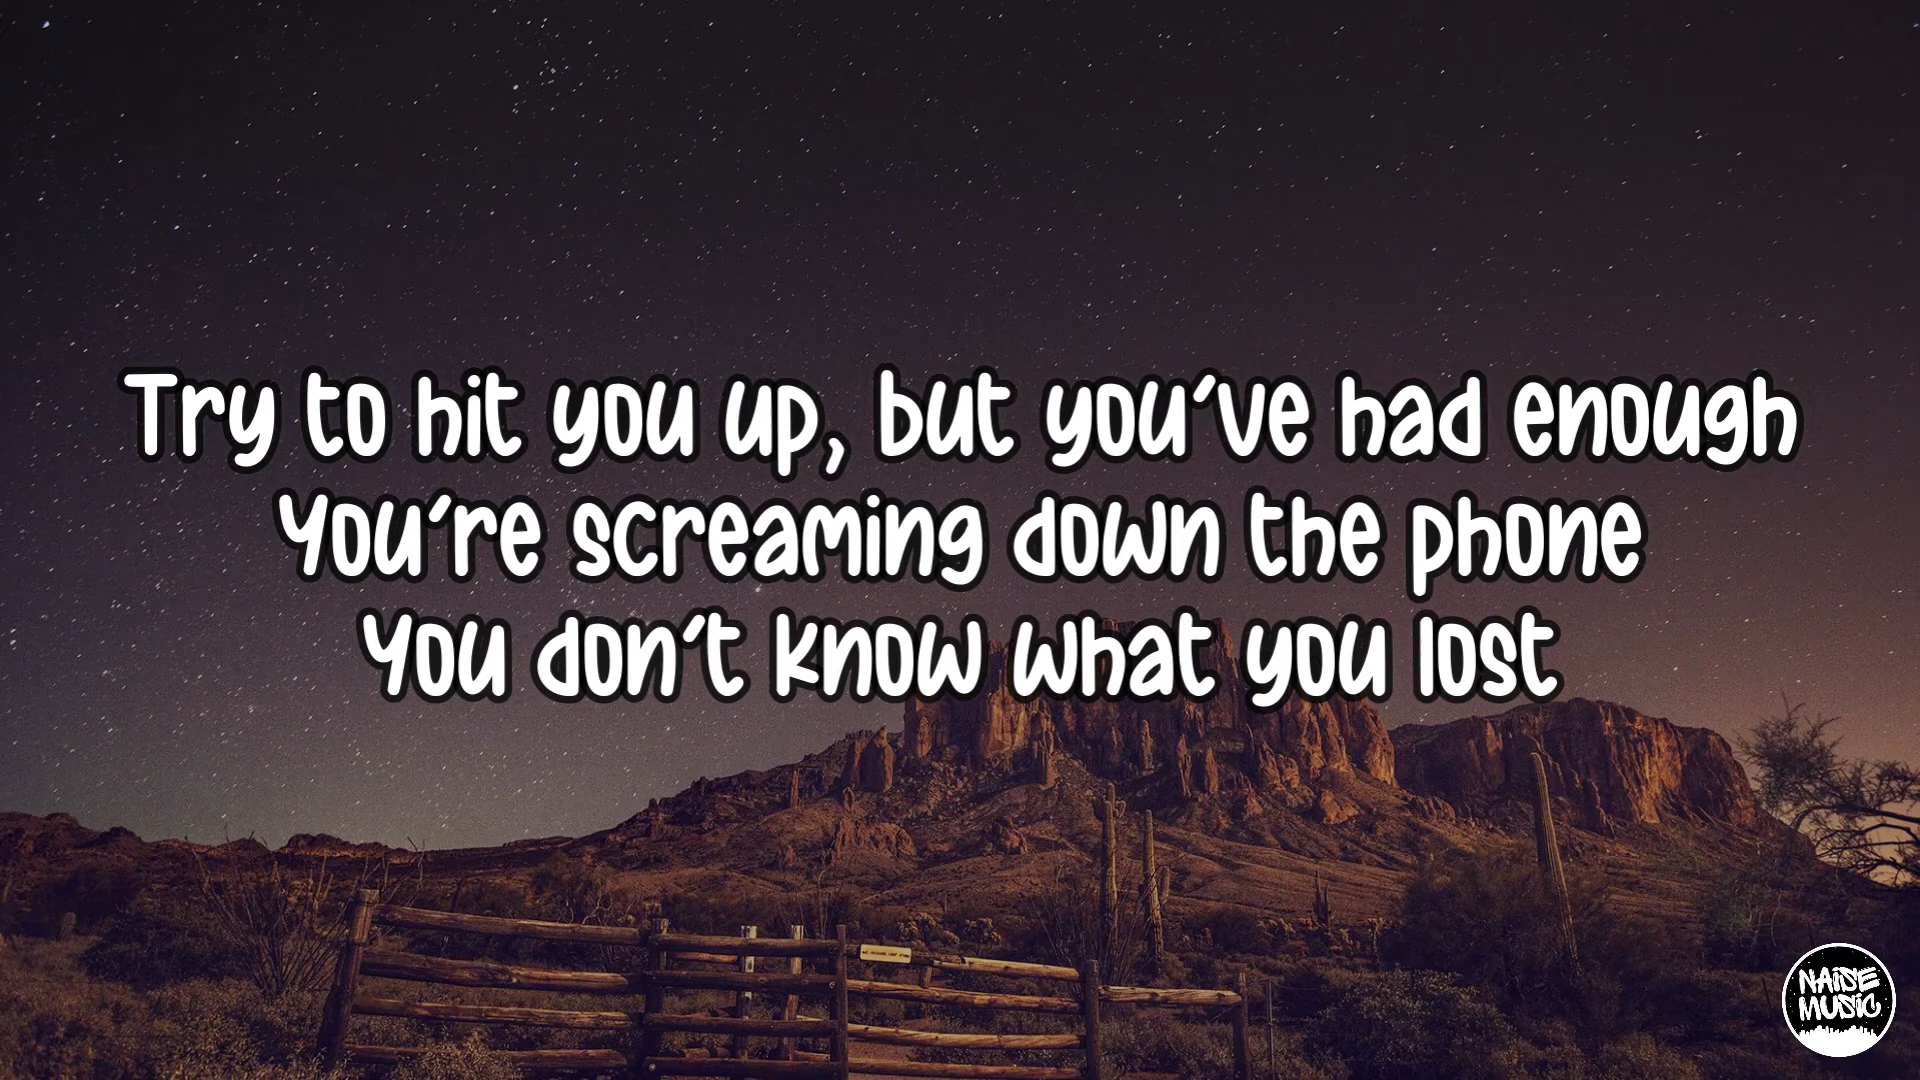 Try to hit you up, but you've had enough
You're screaming down the phone
You don't know what you lost
NAISE
MUSIC